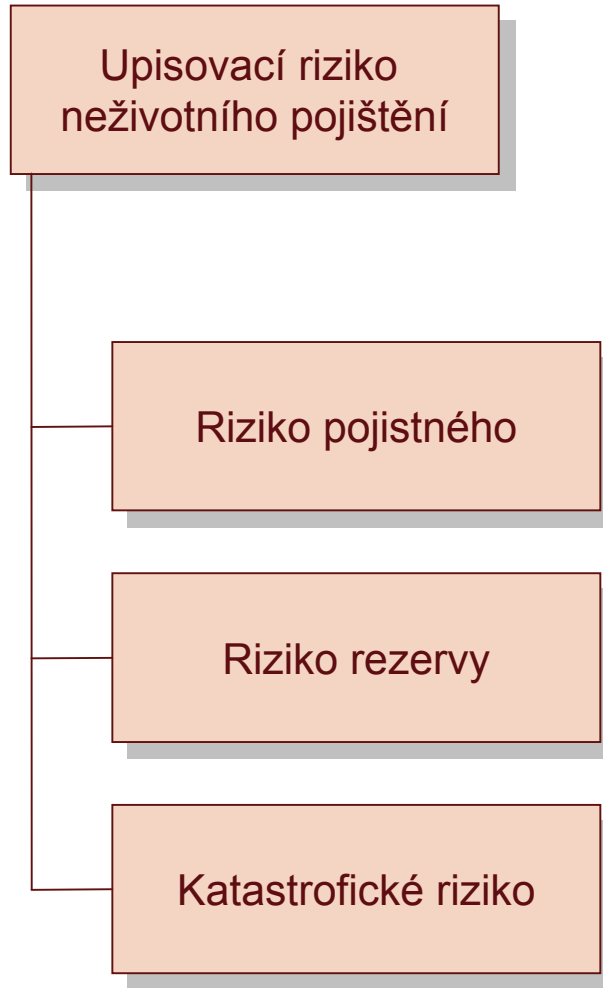 Upisovací riziko
neživotního pojištění
Riziko pojistného
Riziko rezervy
Katastrofické riziko